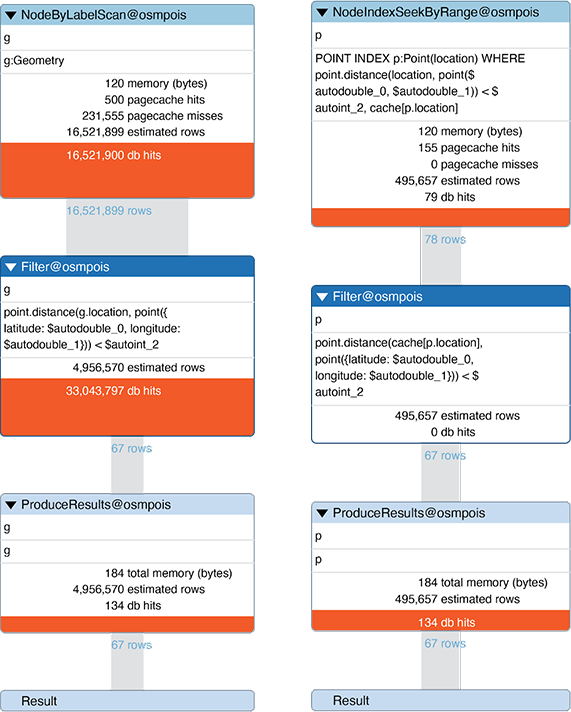 NodeByLabelScan@osmpois
g
g:Geometry
120 memory (bytes)
500 pagecache hits
231,555 pagecache misses
16,521,899 estimated rows
16,521,900 db hits
16,521,899 rows
Filter@osmpois
g
point.distance(g.location, point({
latitude: $autodouble_0, longitude:
$autodouble_1})) < $autoint_2
4,956,570 estimated rows
33,043,797 db hits
67 rows
ProduceResults@osmpois
g
g
184 total memory (bytes)
4,956,570 estimated rows
134 db hits
67 rows
Result
NodeIndexSeekByRange@osmpois
p
POINT INDEX p:Point(location) WHERE
point.distance(location, point($
autodouble_0, $autodouble_1)) < $
autoint_2, cache[p.location]
120 memory (bytes)
155 pagecache hits
0 pagecache misses
495,657 estimated rows
79 db hits
78 rows
Filter@osmpois
p
point.distance(cache[p.location],
point({latitude: $autodouble_0,
longitude: $autodouble_1})) < $
autoint_2
495,657 estimated rows
0 db hits
67 rows
ProduceResults@osmpois
p
p
184 total memory (bytes)
495,657 estimated rows
134 db hits
67 rows
Result